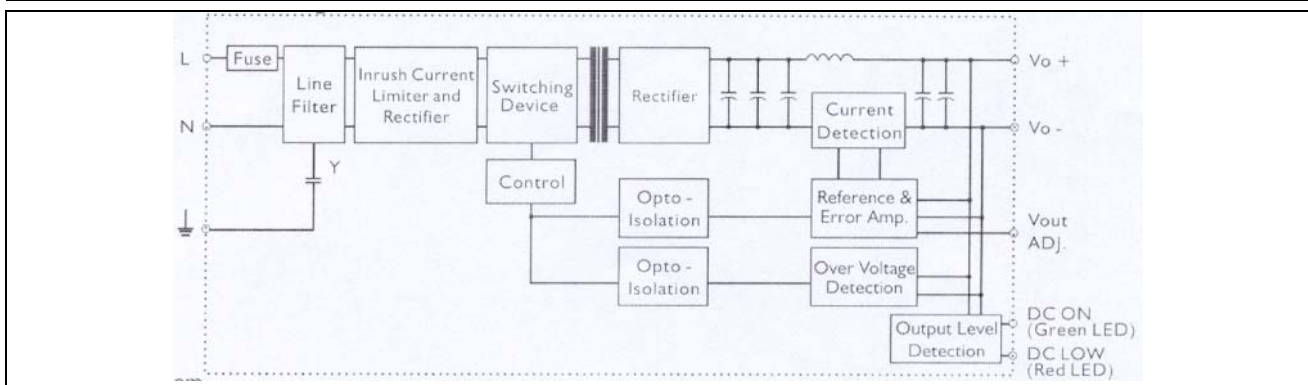 L
Fuse
Line
Filter
Inrush Current
Limiter and
Rectifier
Switching
Device
Rectifier
Current
Detection
Vo +
N
Vo -
Y
Control
Opto -
Isolation
Reference &
Error Amp.
Vout
ADJ.
Opto -
Isolation
Over Voltage
Detection
Output Level
Detection
DC ON
(Green LED)
DC LOW
(Red LED)